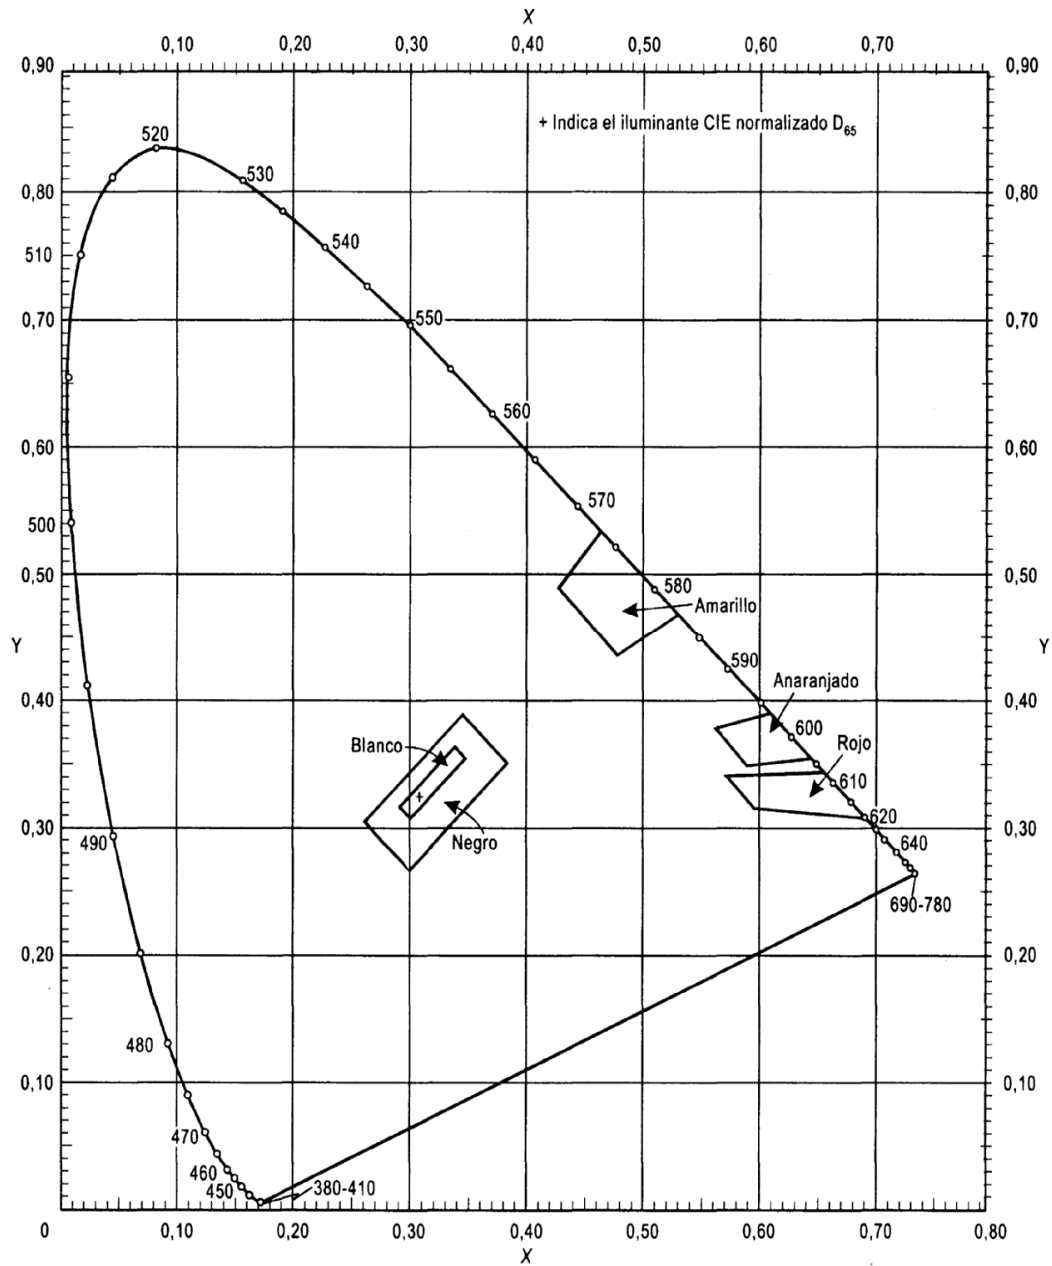 X
0,10 0,20 0,30 0,40 0,50 0,60 0,70
0,90 0,90
+ Indica el iluminante CIE normalizado D65
520
530
0,80 0,80
540
510
0,70 550 0,70
560
0,60 0,60
570
500
0,50 580 0,50
Amarillo
Y Y
590
Anaranjado
0,40 0,40
600
Blanco Rojo
610
0,30 620 0,30
490 Negro 640
690-780
0,20 0,20
480
0,10 0,10
470
460
450 380-410
0 0,10 0,20 0,30 0,40 0,50 0,60 0,70 0,80
X